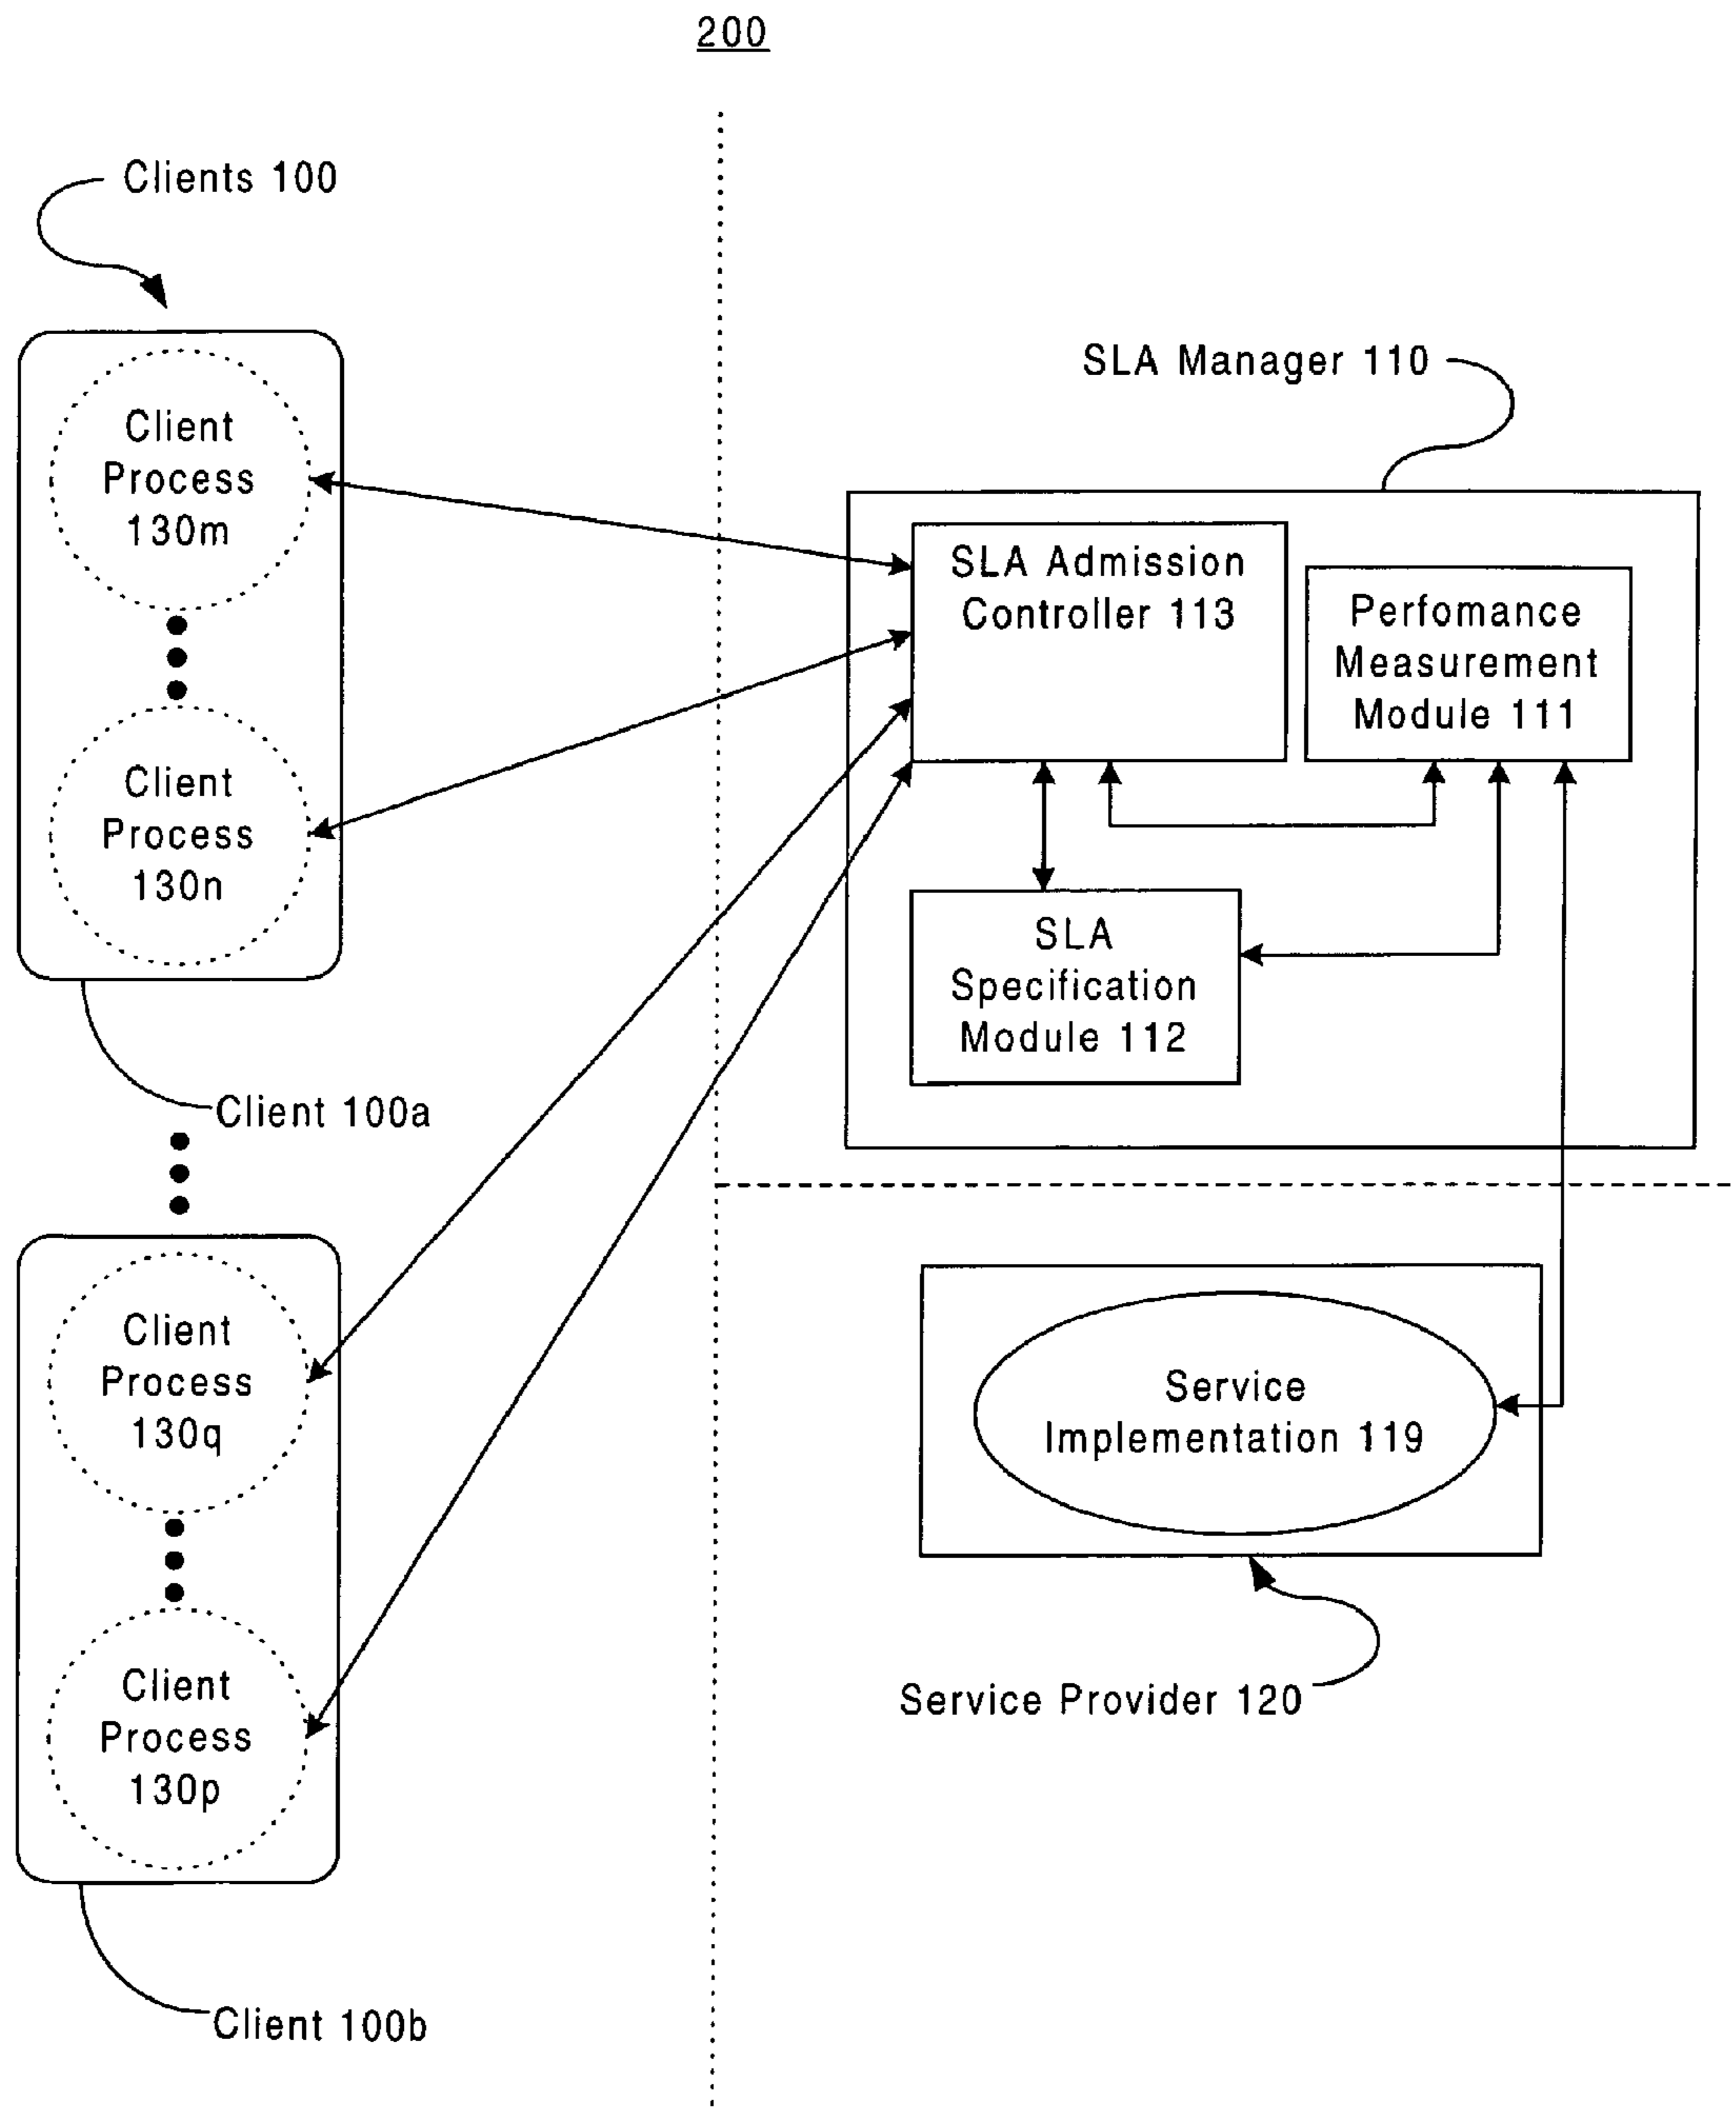 200
Clients 100
Client
Process
130m
Client
Process
130n
Client 100a
Client
Process
130q
Client
Process
130p
Client 100b
SLA Manager 110
SLA Admission
Controller 113
Perfomance
Measurement
Module 111
SLA
Specification
Module 112
Service
Implementation 119
Service Provider 120